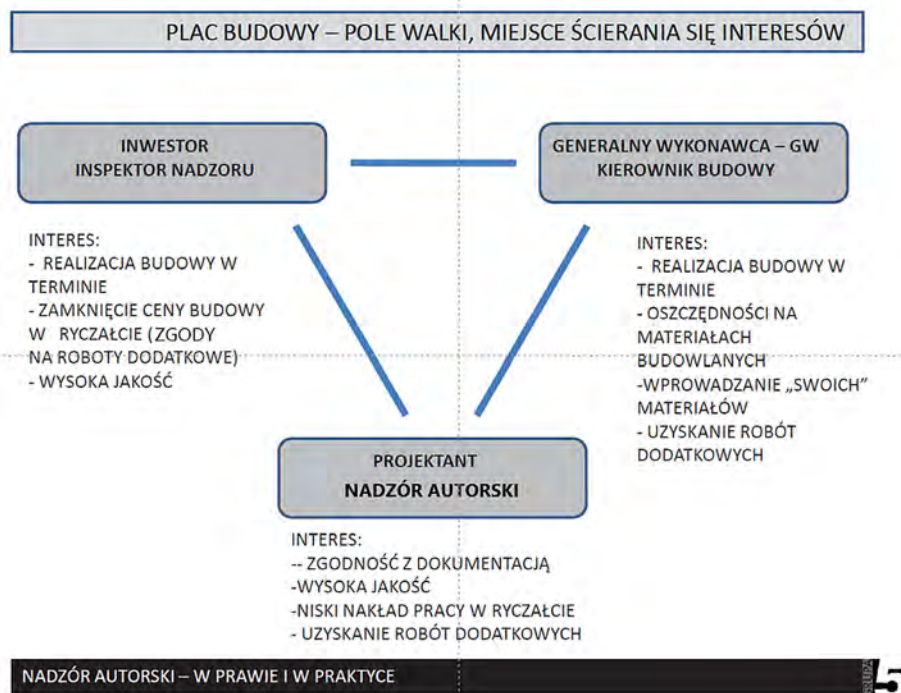 PLAC BUDOWY – POLE WALKI, MIEJSCE ŚCIERANIA SIĘ INTERESÓW
INWESTOR
INSPEKTOR NADZORU
GENERALNY WYKONAWCA – GW
KIEROWNIK BUDOWY
INTERES:
- REALIZACJA BUDOWY W
TERMINIE
- ZAMKNIĘCIE CENY BUDOWY
W RYCZAŁCIE (ZGODY
NA ROBOTY DODATKOWE)
- WYSOKA JAKOŚĆ
INTERES:
- REALIZACJA BUDOWY W
TERMINIE
- OSZCZĘDNOŚCI NA
MATERIAŁACH
BUDOWLANYCH
-WPROWADZANIE „SWOICH”
MATERIAŁÓW
- UZYSKANIE ROBÓT
DODATKOWYCH
PROJEKTANT
NADZÓR AUTORSKI
INTERES:
-- ZGODNOŚĆ Z DOKUMENTACJĄ
-WYSOKA JAKOŚĆ
-NISKI NAKŁAD PRACY W RYCZAŁCIE
- UZYSKANIE ROBÓT DODATKOWYCH
NADZÓR AUTORSKI – W PRAWIE I W PRAKTYCE